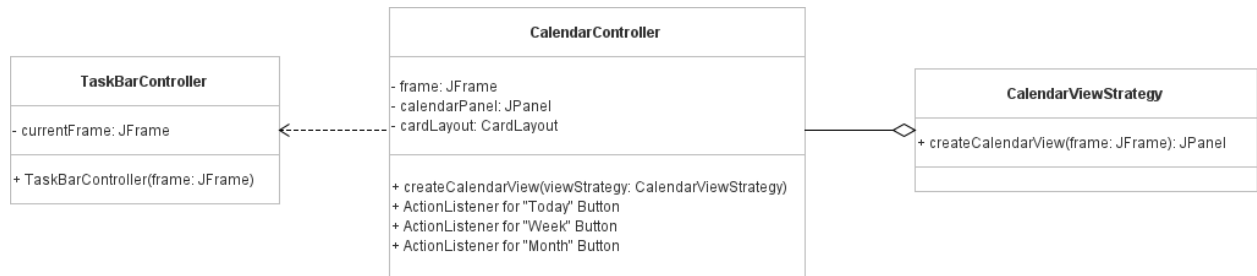 TaskBarController
- currentFrame: JFrame
+ TaskBarController(frame: JFrame)
CalendarController
- frame: JFrame
- calendarPanel: JPanel
- cardLayout: CardLayout
+ createCalendarView(viewStrategy: CalendarViewStrategy)
+ ActionListener for "Today" Button
+ ActionListener for "Week" Button
+ ActionListener for "Month" Button
CalendarViewStrategy
+ createCalendarView(frame: JFrame): JPanel